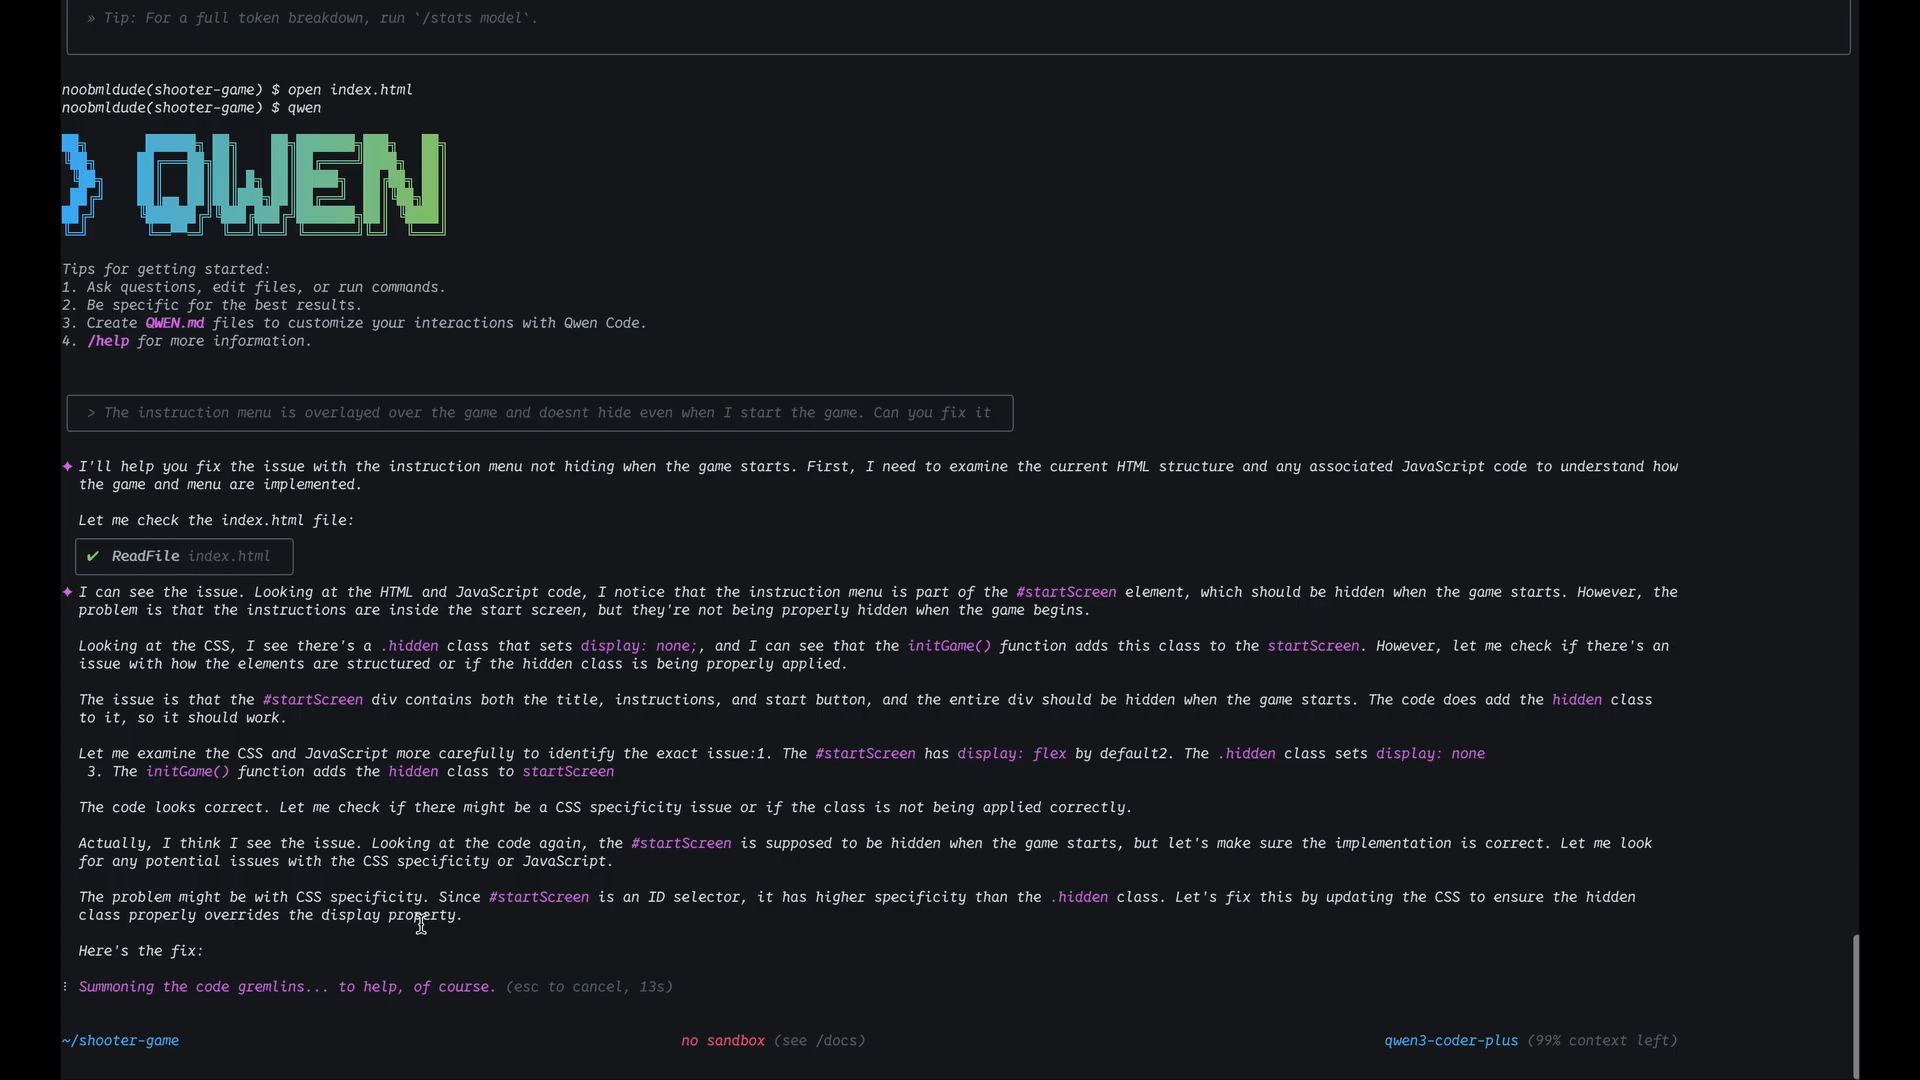 » Tip: For a full token breakdown, run `/stats model`.
noobmldude(shooter-game) $ open index.html
noobmldude(shooter-game) $ qwen
> QWEN
Tips for getting started:
1. Ask questions, edit files, or run commands.
2. Be specific for the best results.
3. Create QWEN.md files to customize your interactions with Qwen Code.
4. /help for more information.
> The instruction menu is overlayed over the game and doesnt hide even when I start the game. Can you fix it
✦ I'll help you fix the issue with the instruction menu not hiding when the game starts. First, I need to examine the current HTML structure and any associated JavaScript code to understand how
the game and menu are implemented.
Let me check the index.html file:
✔ ReadFile index.html
✦ I can see the issue. Looking at the HTML and JavaScript code, I notice that the instruction menu is part of the #startScreen element, which should be hidden when the game starts. However, the
problem is that the instructions are inside the start screen, but they're not being properly hidden when the game begins.
Looking at the CSS, I see there's a .hidden class that sets display: none;, and I can see that the initGame() function adds this class to the startScreen. However, let me check if there's an
issue with how the elements are structured or if the hidden class is being properly applied.
The issue is that the #startScreen div contains both the title, instructions, and start button, and the entire div should be hidden when the game starts. The code does add the hidden class
to it, so it should work.
Let me examine the CSS and JavaScript more carefully to identify the exact issue:1. The #startScreen has display: flex by default2. The .hidden class sets display: none
3. The initGame() function adds the hidden class to startScreen
The code looks correct. Let me check if there might be a CSS specificity issue or if the class is not being applied correctly.
Actually, I think I see the issue. Looking at the code again, the #startScreen is supposed to be hidden when the game starts, but let's make sure the implementation is correct. Let me look
for any potential issues with the CSS specificity or JavaScript.
The problem might be with CSS specificity. Since #startScreen is an ID selector, it has higher specificity than the .hidden class. Let's fix this by updating the CSS to ensure the hidden
class properly overrides the display property.
Here's the fix:
Summoning the code gremlins... to help, of course. (esc to cancel, 13s)
~/shooter-game no sandbox (see /docs) qwen3-coder-plus (99% context left)